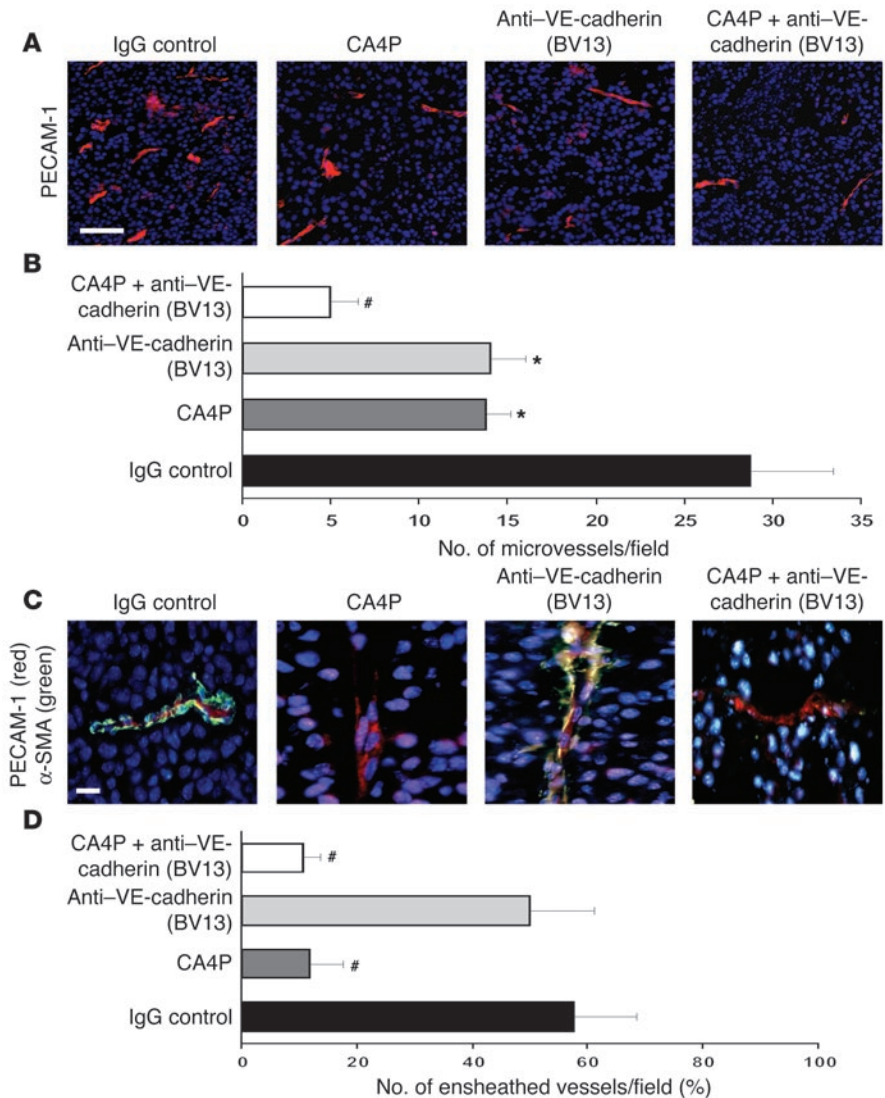 A
IgG control
CA4P
Anti–VE-cadherin
(BV13)
CA4P + anti–VE-
cadherin (BV13)
PECAM-1
B
CA4P + anti–VE-
cadherin (BV13)
#
Anti–VE-cadherin
(BV13)
*
CA4P
*
IgG control
0 5 10 15 20 25 30 35
No. of microvessels/field
C
IgG control
CA4P
Anti–VE-cadherin
(BV13)
CA4P + anti–VE-
cadherin (BV13)
PECAM-1 (red)
α-SMA (green)
D
CA4P + anti–VE-
cadherin (BV13)
#
Anti–VE-cadherin
(BV13)
CA4P
#
IgG control
0 20 40 60 80 100
No. of ensheathed vessels/field (%)